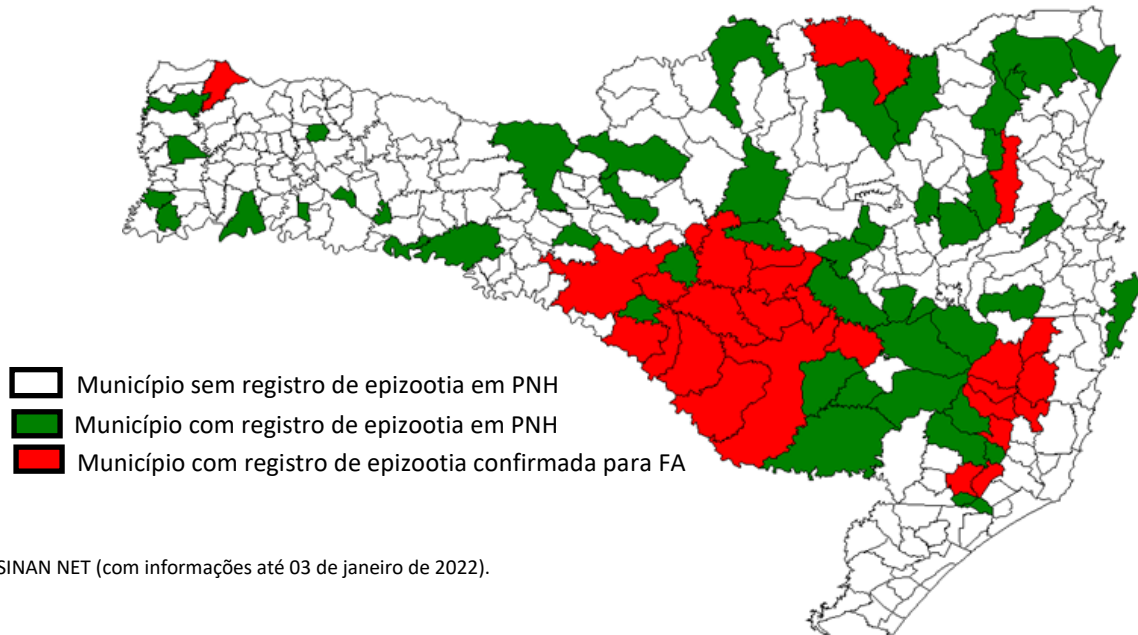 Município sem registro de epizootia em PNH
Município com registro de epizootia em PNH
Município com registro de epizootia confirmada para FA
SINAN NET (com informações até 03 de janeiro de 2022).